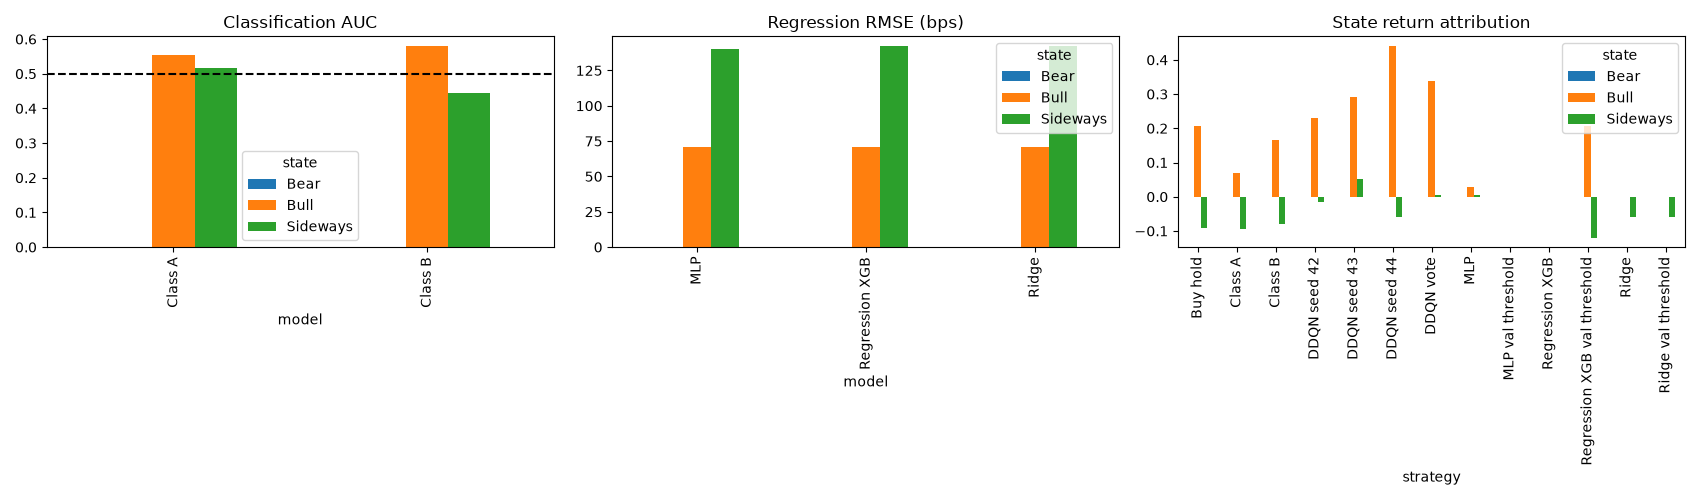 Classification AUC
0.6
0.5
0.4
0.3
0.2
0.1
0.0
state
Bear
Bull
Sideways
Class A
Class B
model
Regression RMSE (bps)
125
100
75
50
25
0
state
Bear
Bull
Sideways
MLP
Regression XGB
Ridge
model
State return attribution
0.4
0.3
0.2
0.1
0.0
−0.1
state
Bear
Bull
Sideways
Buy hold
Class A
Class B
DDQN seed 42
DDQN seed 43
DDQN seed 44
DDQN vote
MLP
MLP val threshold
Regression XGB
Regression XGB val threshold
Ridge
Ridge val threshold
strategy